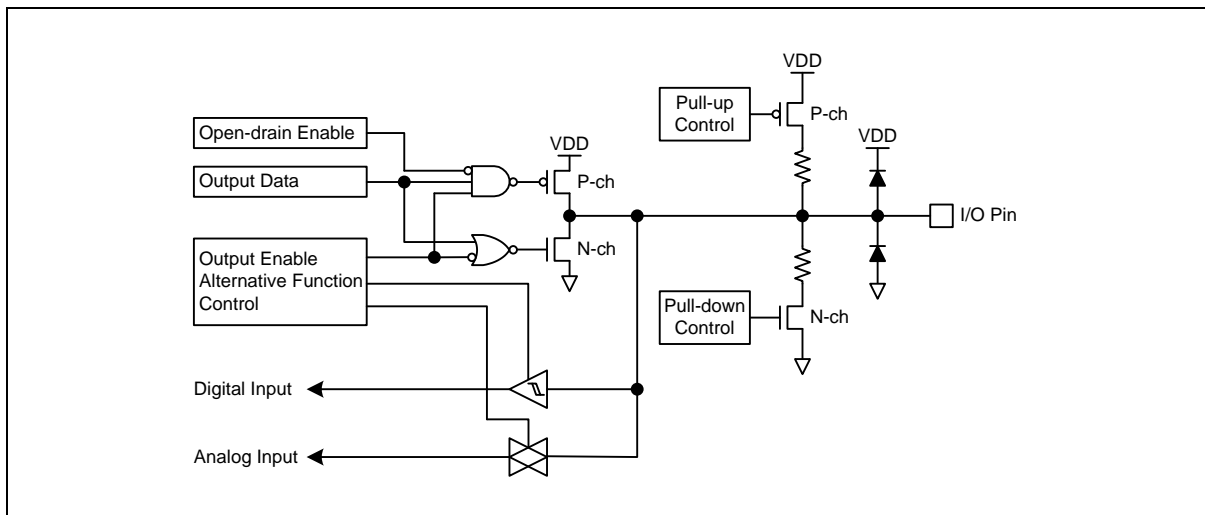 VDD
Pull-up
Control
P-ch
Open-drain Enable
VDD
VDD
Output Data
P-ch
I/O Pin
Output Enable
Alternative Function
Control
N-ch
Pull-down
Control
N-ch
Digital Input
Analog Input